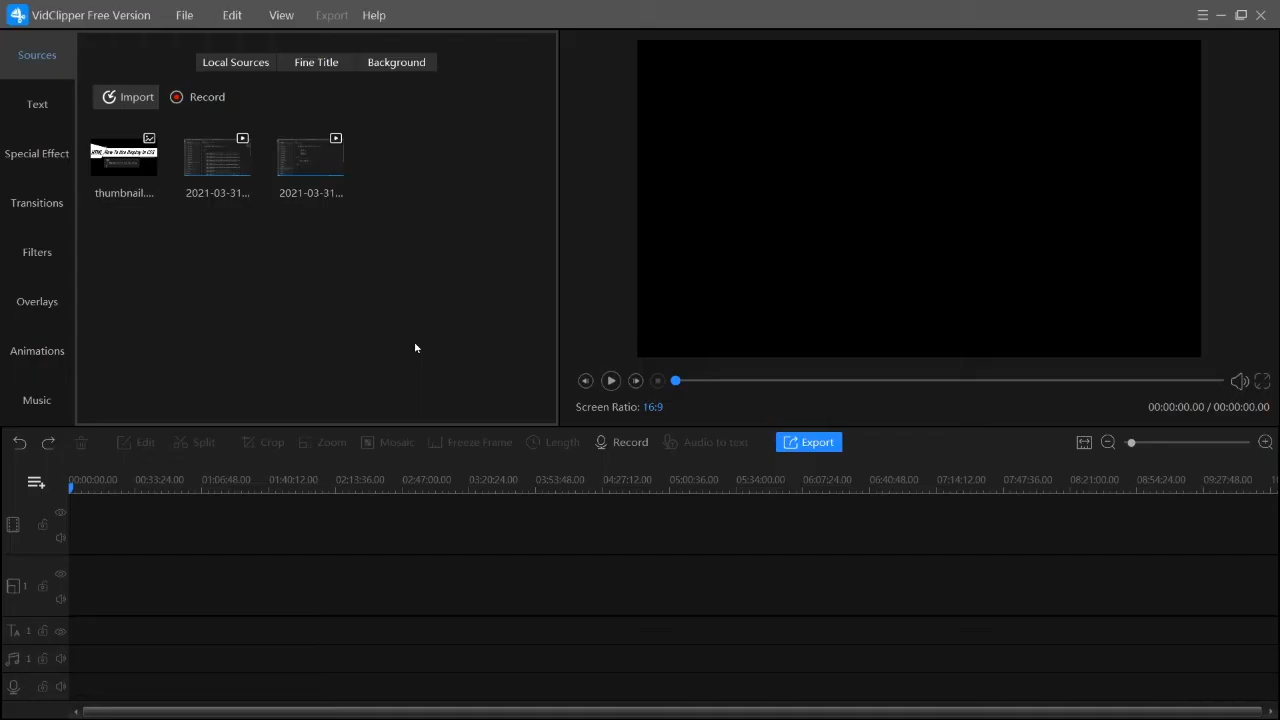 VidClipper Free Version File Edit View Export Help
Sources
Local Sources Fine Title Background
Import Record
Text
Special Effect
thumbnail.... 2021-03-31... 2021-03-31...
Transitions
Filters
Overlays
Animations
Music
Screen Ratio: 16:9 00:00:00.00 / 00:00:00.00
Edit Split Crop Zoom Mosaic Freeze Frame Length Record Audio to text Export
00:00:00.00 00:33:24.00 01:06:48.00 01:40:12.00 02:13:36.00 02:47:00.00 03:20:24.00 03:53:48.00 04:27:12.00 05:00:36.00 05:34:00.00 06:07:24.00 06:40:48.00 07:14:12.00 07:47:36.00 08:21:00.00 08:54:24.00 09:27:48.00
1
1
1